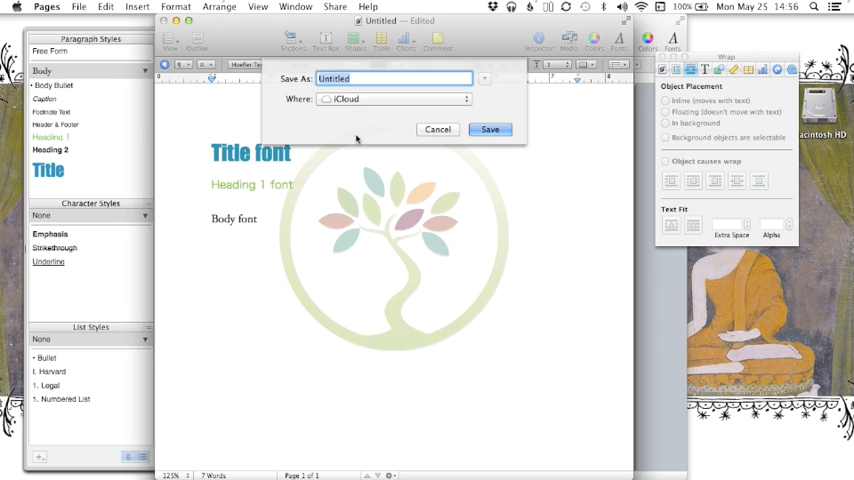 Pages File Edit Insert Format Arrange View Window Share Help
100% Mon May 25 14:56
Untitled — Edited
View Outline Sections Text Box Shapes Table Charts Comment Inspector Media Colors Fonts Colors Fonts
Paragraph Styles
Free Form
Body
• Body Bullet
Caption
Footnote Text
Header & Footer
Heading 1
Heading 2
Title
Character Styles
None
Emphasis
Strikethrough
Underline
List Styles
None
• Bullet
I. Harvard
1. Legal
1. Numbered List
Hoefler Text
Save As: Untitled
Where: iCloud
Cancel Save
Title font
Heading 1 font
Body font
125% 7 Words Page 1 of 1
Wrap
Object Placement
Inline (moves with text)
Floating (doesn't move with text)
In background
Background objects are selectable
Object causes wrap
Text Fit
Extra Space Alpha
acintosh HD